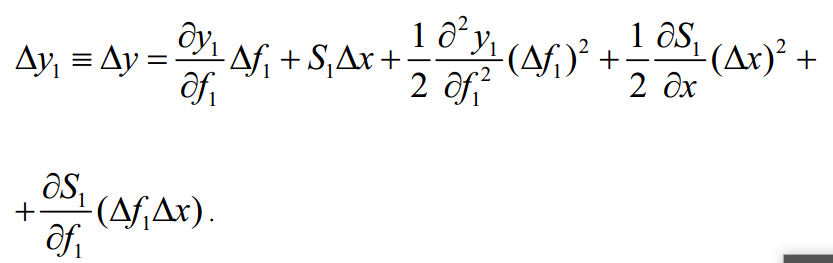 Δy₁ ≡ Δy = ∂y₁/∂f₁ Δf₁ + S₁Δx + 1/2 ∂²y₁/∂f₁² (Δf₁)² + 1/2 ∂S₁/∂x (Δx)² +
+ ∂S₁/∂f₁ (Δf₁Δx).